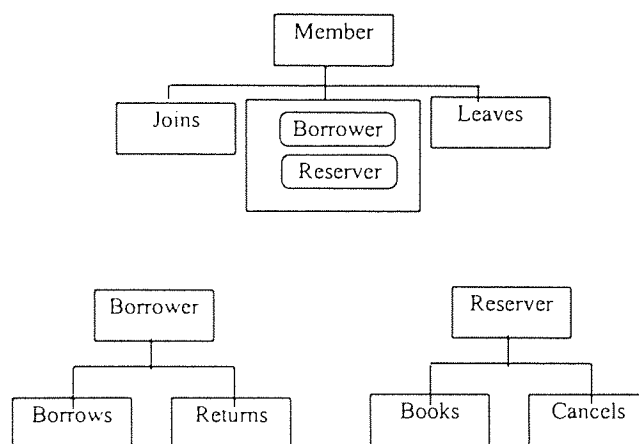 Member
Joins
Borrower
Reserver
Leaves
Borrower
Borrows
Returns
Reserver
Books
Cancels